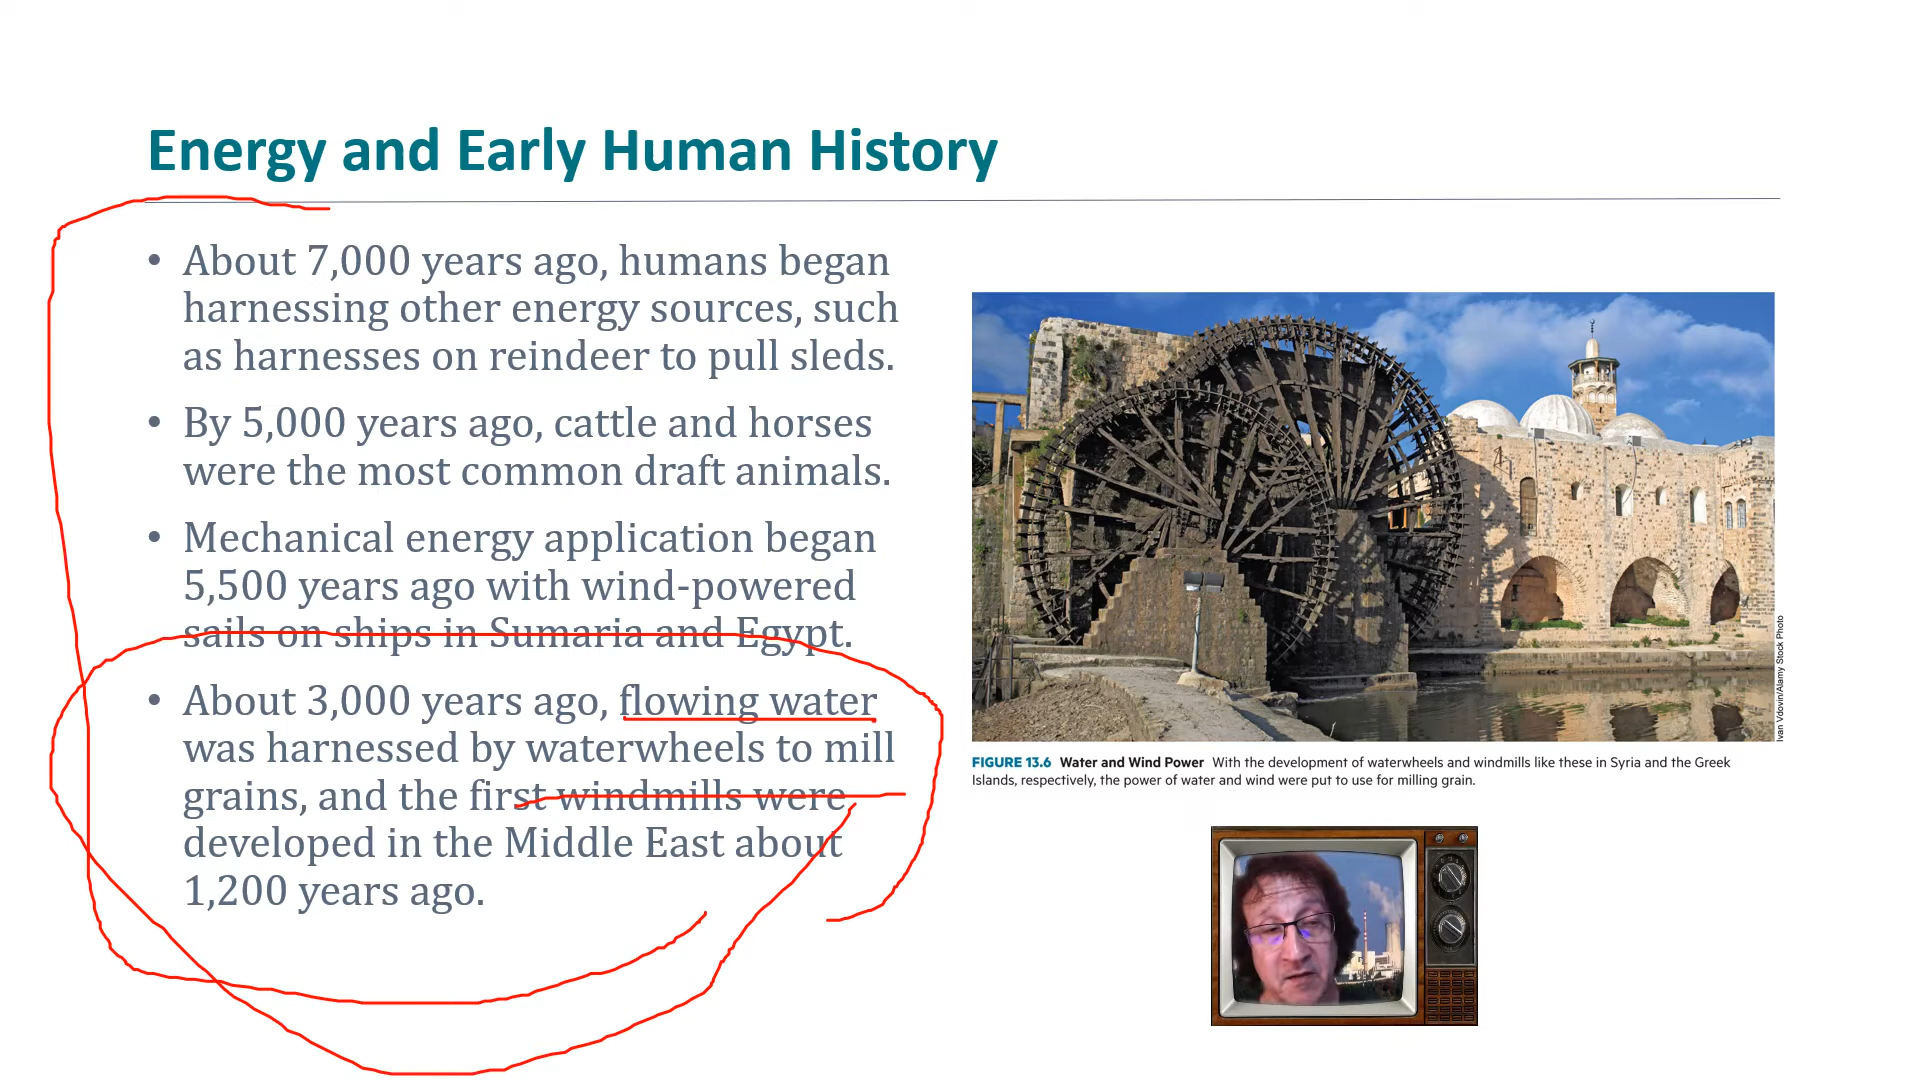 Energy and Early Human History
• About 7,000 years ago, humans began
harnessing other energy sources, such
as harnesses on reindeer to pull sleds.
• By 5,000 years ago, cattle and horses
were the most common draft animals.
• Mechanical energy application began
5,500 years ago with wind-powered
sails on ships in Sumaria and Egypt.
• About 3,000 years ago, flowing water
was harnessed by waterwheels to mill
grains, and the first windmills were
developed in the Middle East about
1,200 years ago.
Ivan Vdovin/Alamy Stock Photo
FIGURE 13.6 Water and Wind Power With the development of waterwheels and windmills like these in Syria and the Greek
Islands, respectively, the power of water and wind were put to use for milling grain.